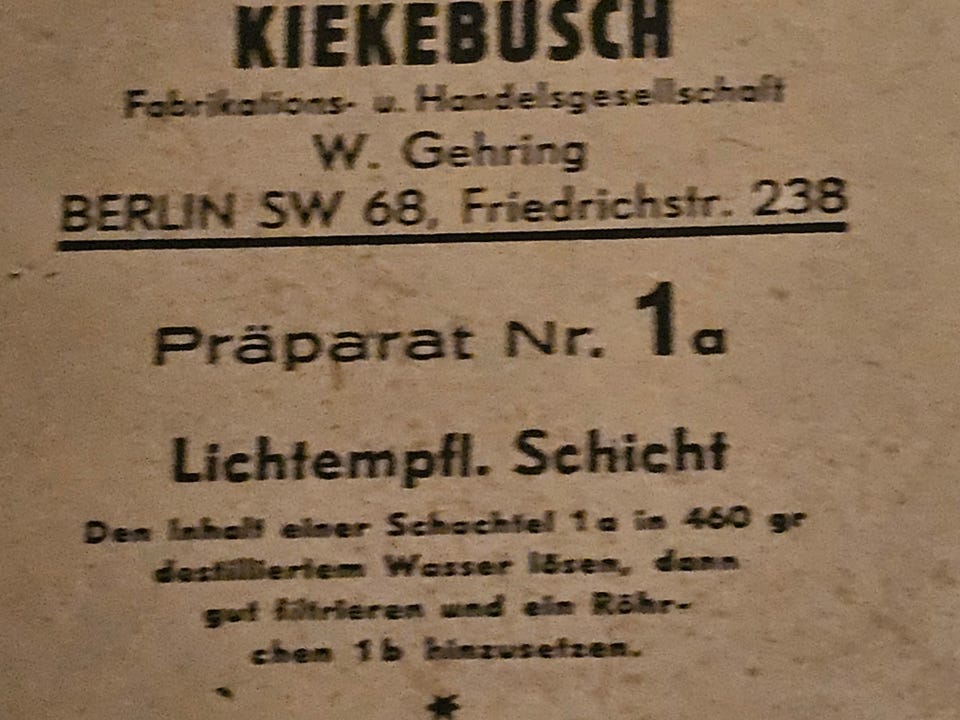 KIEKEBUSCH
Fabrikations- u. Handelsgesellschaft
W. Gehring
BERLIN SW 68, Friedrichstr. 238
Präparat Nr. 1a
Lichtempfl. Schicht
Den Inhalt einer Schachtel 1a in 460 gr
destilliertem Wasser lösen, dann
gut filtrieren und ein Röhr-
chen 1b hinzusetzen.
*